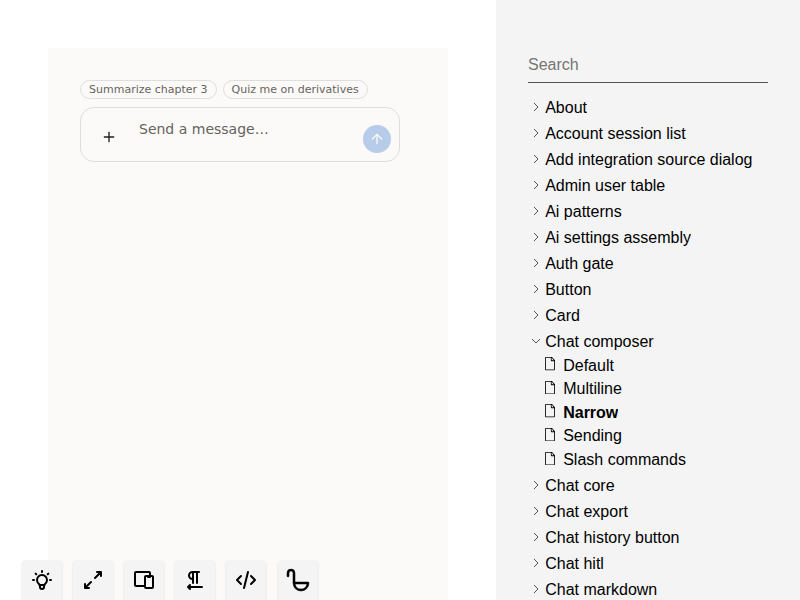 Summarize chapter 3
Quiz me on derivatives
Send a message...
Search
About
Account session list
Add integration source dialog
Admin user table
Ai patterns
Ai settings assembly
Auth gate
Button
Card
Chat composer
Default
Multiline
Narrow
Sending
Slash commands
Chat core
Chat export
Chat history button
Chat hitl
Chat markdown